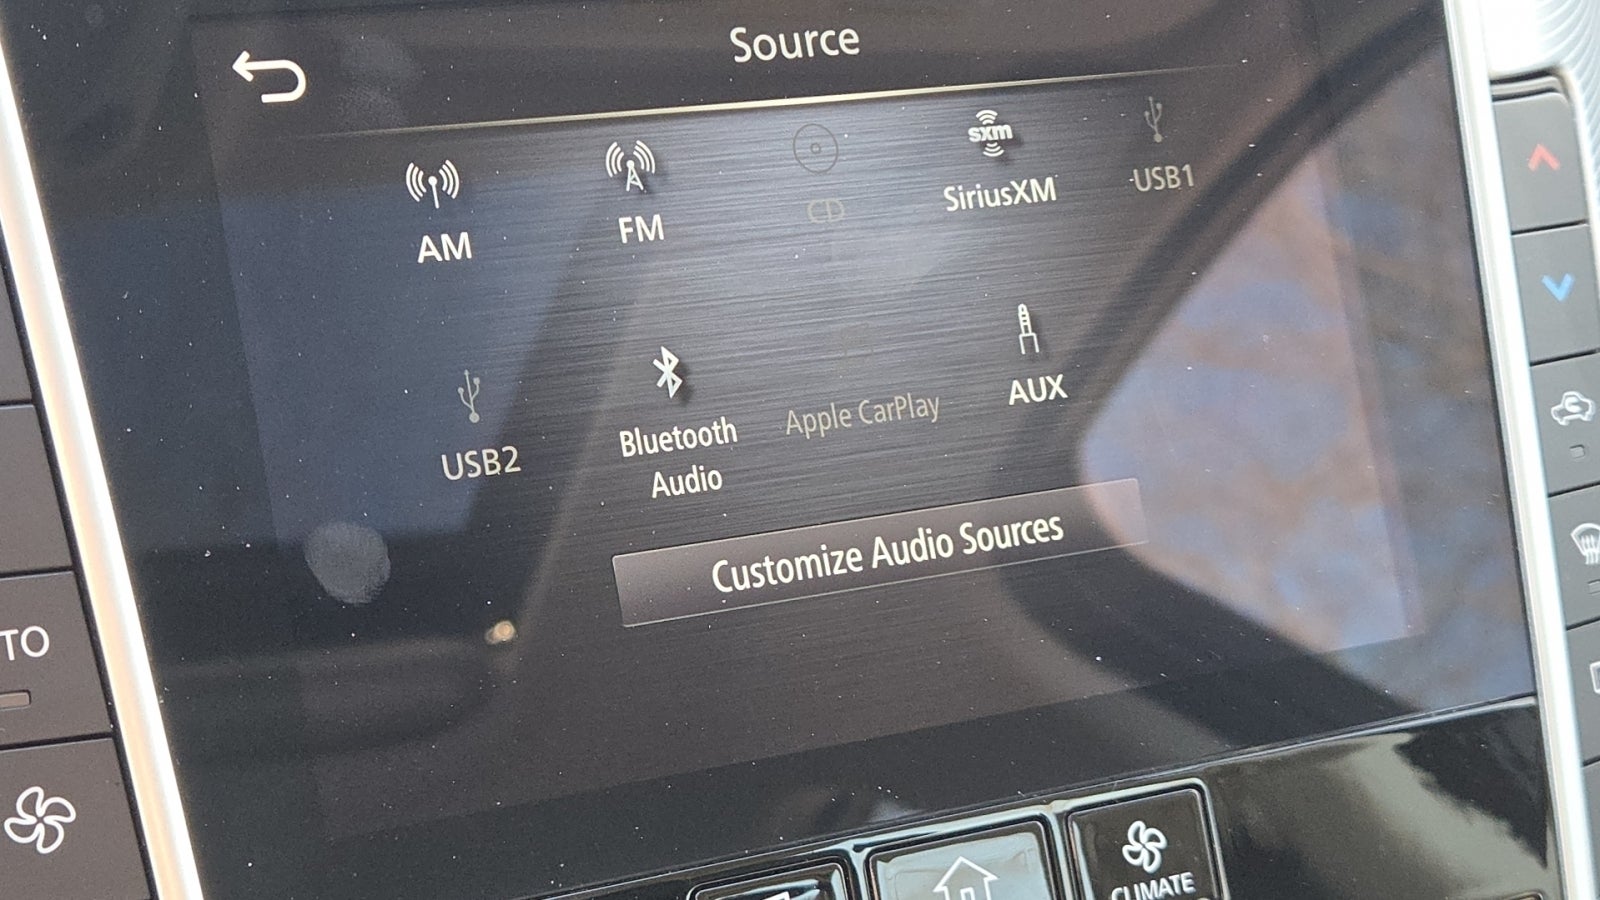 Source
AM
FM
CD
sxm
SiriusXM
USB1
USB2
Bluetooth
Audio
Apple CarPlay
AUX
Customize Audio Sources
TO
CLIMATE